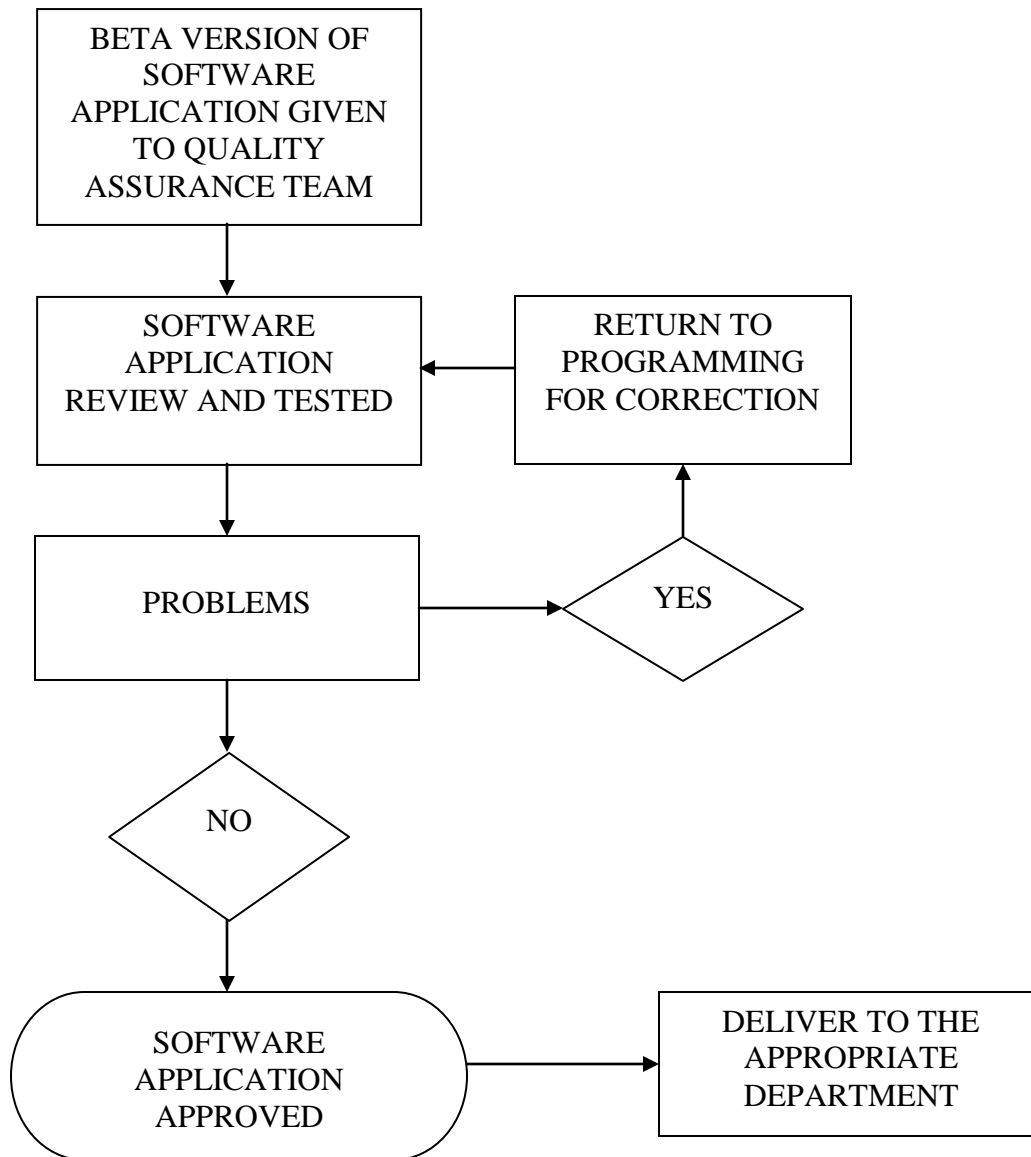 BETA VERSION OF
SOFTWARE
APPLICATION GIVEN
TO QUALITY
ASSURANCE TEAM
SOFTWARE
APPLICATION
REVIEW AND TESTED
RETURN TO
PROGRAMMING
FOR CORRECTION
PROBLEMS
YES
NO
SOFTWARE
APPLICATION
APPROVED
DELIVER TO THE
APPROPRIATE
DEPARTMENT